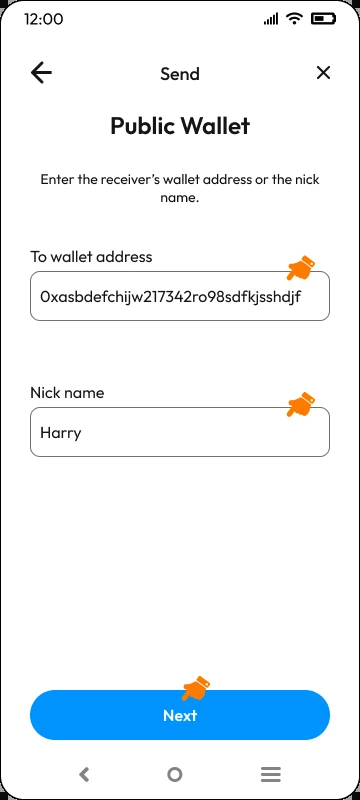 12:00
Send
Public Wallet
Enter the receiver's wallet address or the nick
name.
To wallet address
0xasbdefchijw217342ro98sdfkjsshdjf
Nick name
Harry
Next